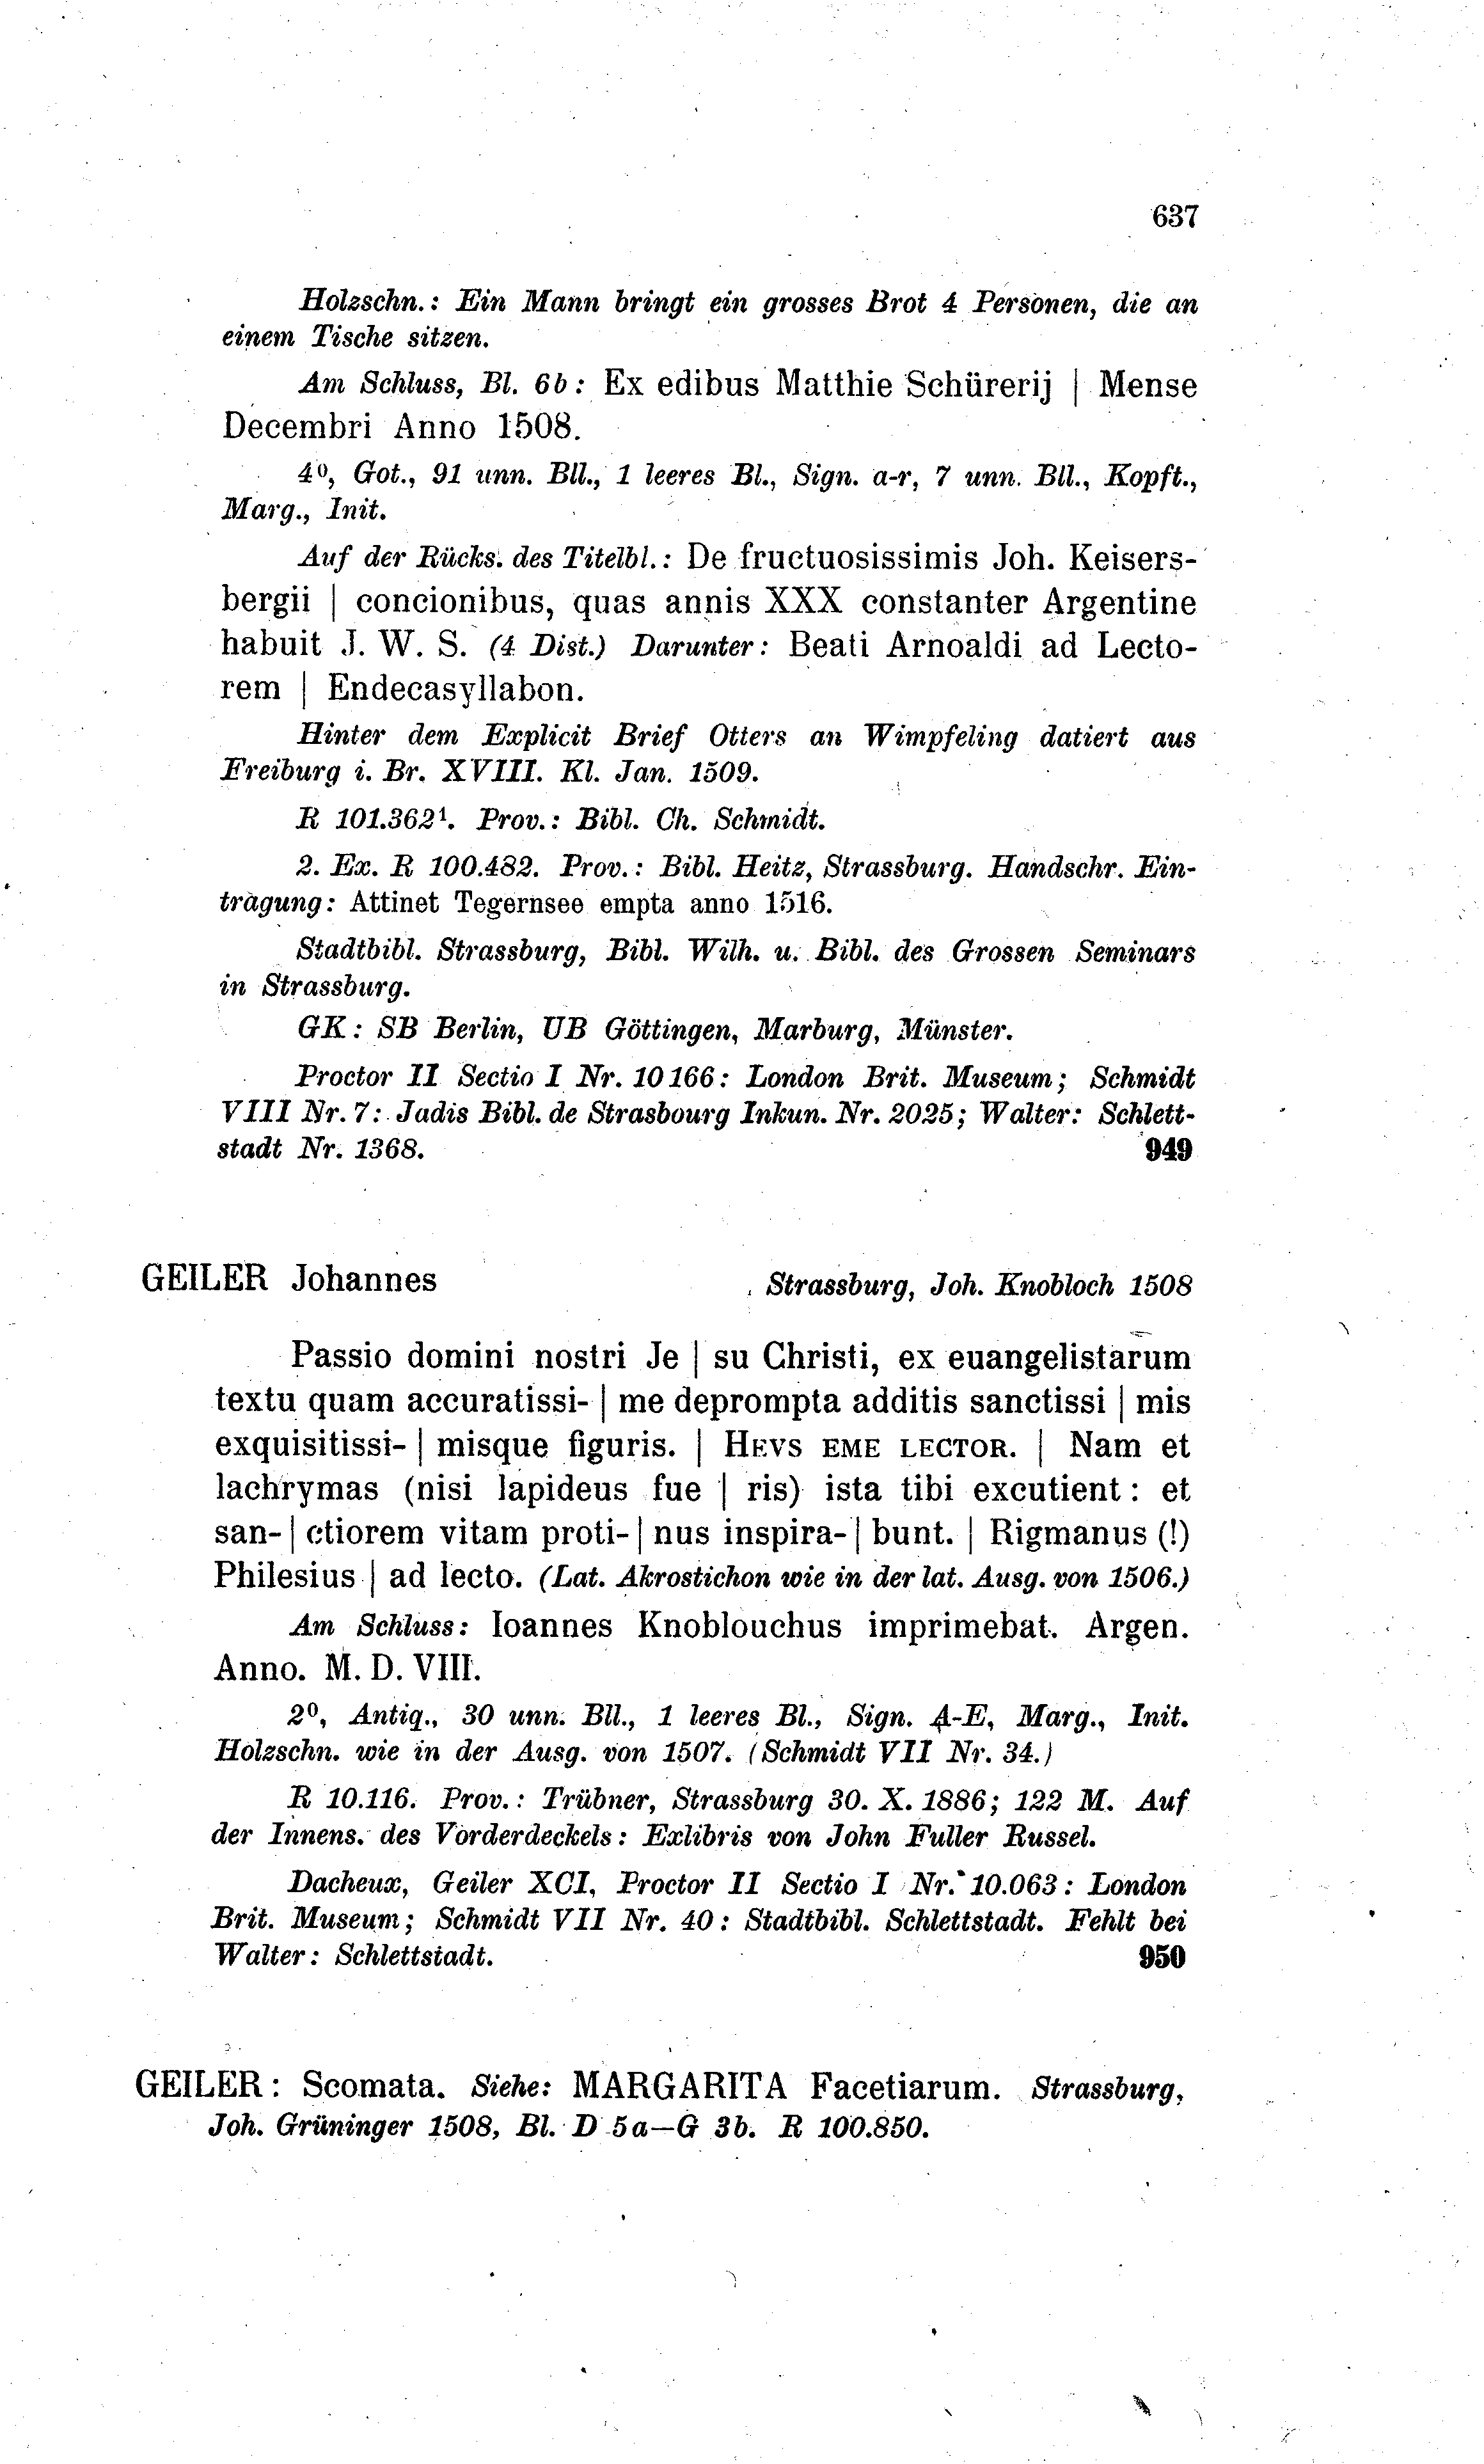 637
Holzschn.: Ein Mann bringt ein grosses Brot 4 Personen, die an
einem Tische sitzen.
Am Schluss, Bl. 6b: Ex edibus Matthie Schürerij | Mense
Decembri Anno 1508.
4⁰, Got., 91 unn. Bll., 1 leeres Bl., Sign. a-r, 7 unn. Bll., Kopft.,
Marg., Init.
Auf der Rücks. des Titelbl.: De fructuosissimis Joh. Keisers-
bergii | concionibus, quas annis XXX constanter Argentine
habuit J. W. S. (4 Dist.) Darunter: Beati Arnoaldi ad Lecto-
rem | Endecasyllabon.
Hinter dem Explicit Brief Otters an Wimpfeling datiert aus
Freiburg i. Br. XVIII. Kl. Jan. 1509.
R 101.362¹. Prov.: Bibl. Ch. Schmidt.
2. Ex. R 100.482. Prov.: Bibl. Heitz, Strassburg. Handschr. Ein-
tragung: Attinet Tegernsee empta anno 1516.
Stadtbibl. Strassburg, Bibl. Wilh. u. Bibl. des Grossen Seminars
in Strassburg.
GK: SB Berlin, UB Göttingen, Marburg, Münster.
Proctor II Sectio I Nr. 10166: London Brit. Museum; Schmidt
VIII Nr. 7: Jadis Bibl. de Strasbourg Inkun. Nr. 2025; Walter: Schlett-
stadt Nr. 1368. 949
GEILER Johannes Strassburg, Joh. Knobloch 1508
Passio domini nostri Je | su Christi, ex euangelistarum
textu quam accuratissi- | me deprompta additis sanctissi | mis
exquisitissi- | misque figuris. | HEVS EME LECTOR. | Nam et
lachrymas (nisi lapideus fue | ris) ista tibi excutient: et
san- | ctiorem vitam proti- | nus inspira- | bunt. | Rigmanus (!)
Philesius | ad lecto. (Lat. Akrostichon wie in der lat. Ausg. von 1506.)
Am Schluss: Ioannes Knoblouchus imprimebat. Argen.
Anno. M. D. VIII.
2⁰, Antiq., 30 unn. Bll., 1 leeres Bl., Sign. A-E, Marg., Init.
Holzschn. wie in der Ausg. von 1507. (Schmidt VII Nr. 34.)
R 10.116. Prov.: Trübner, Strassburg 30. X. 1886; 122 M. Auf
der Innens. des Vorderdeckels: Exlibris von John Fuller Russel.
Dacheux, Geiler XCI, Proctor II Sectio I Nr. 10.063: London
Brit. Museum; Schmidt VII Nr. 40: Stadtbibl. Schlettstadt. Fehlt bei
Walter: Schlettstadt. 950
GEILER: Scomata. Siehe: MARGARITA Facetiarum. Strassburg,
Joh. Grüninger 1508, Bl. D 5a—G 3b. R 100.850.